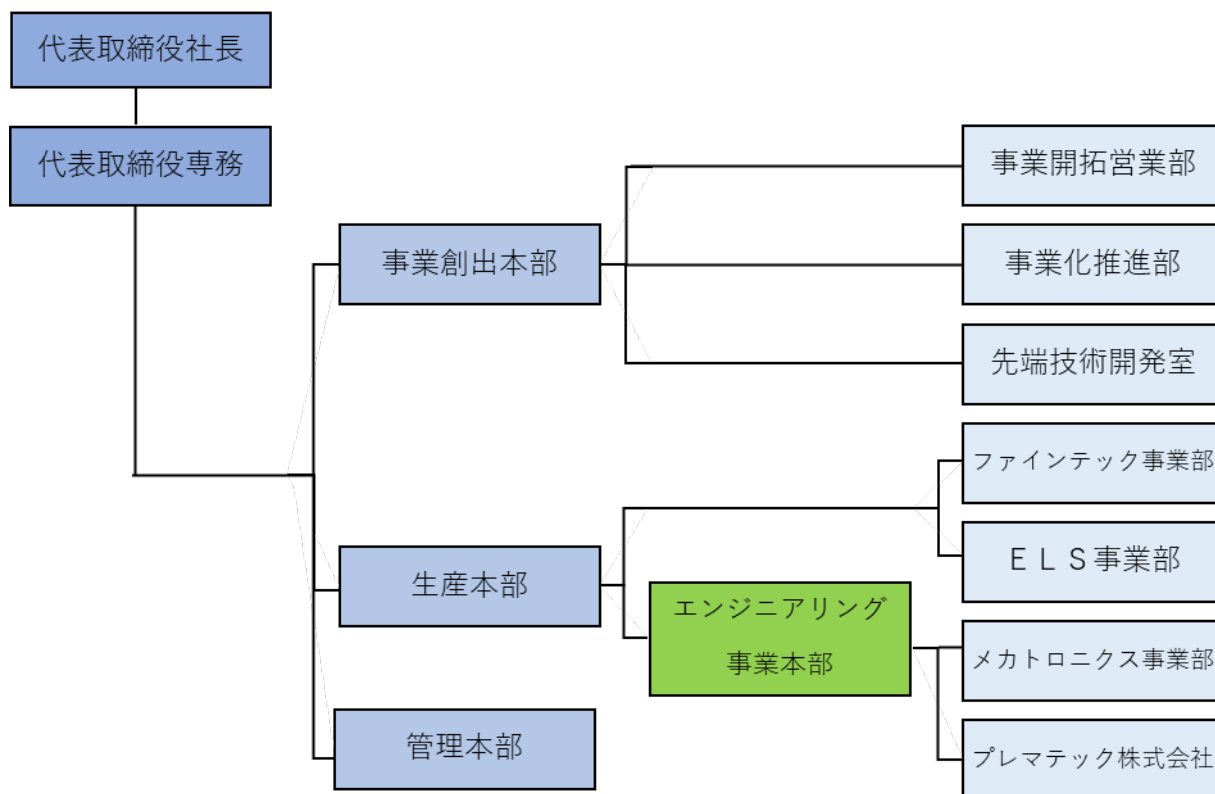 代表取締役社長
代表取締役専務
事業創出本部
事業開拓営業部
事業化推進部
先端技術開発室
生産本部
ファインテック事業部
ＥＬＳ事業部
エンジニアリング
事業本部
メカトロニクス事業部
プレマテック株式会社
管理本部